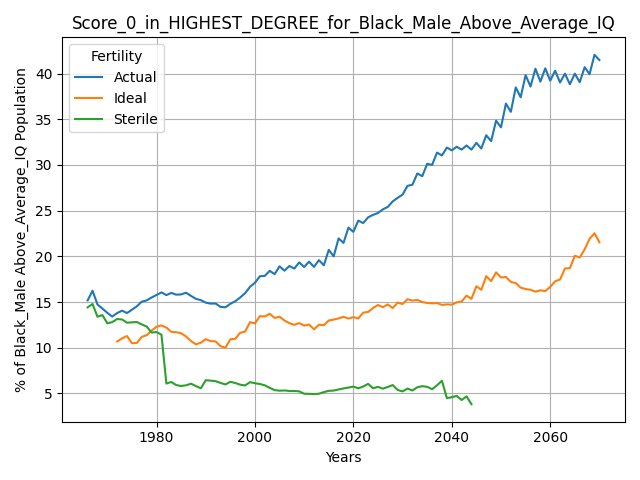 Score_0_in_HIGHEST_DEGREE_for_Black_Male_Above_Average_IQ
Fertility
Actual
Ideal
Sterile
% of Black_Male Above_Average_IQ Population
40
35
30
25
20
15
10
5
1980
2000
2020
2040
2060
Years